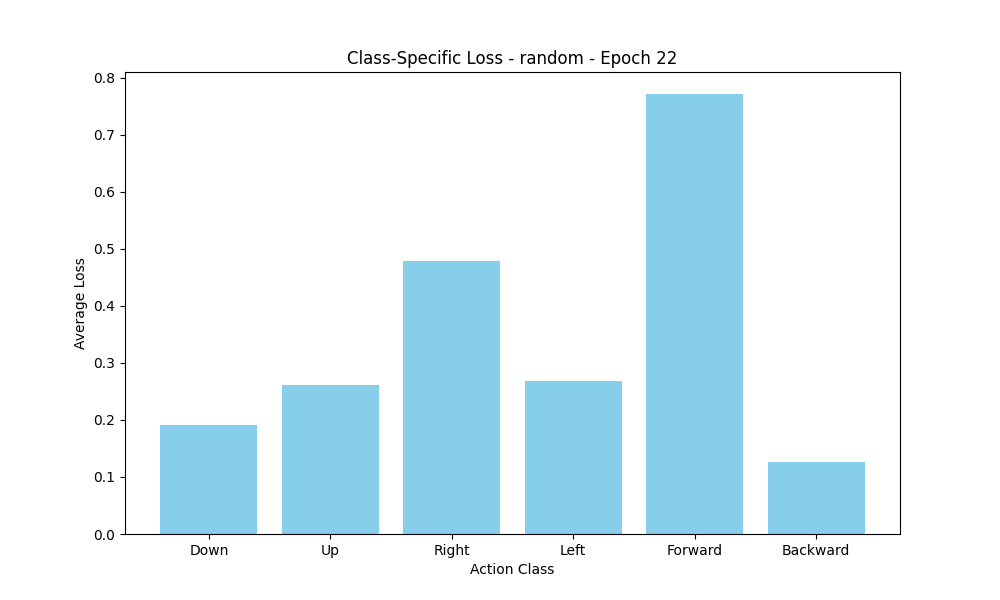 Class-Specific Loss - random - Epoch 22
0.8
0.7
0.6
0.5
0.4
0.3
0.2
0.1
0.0
Average Loss
Down Up Right Left Forward Backward
Action Class